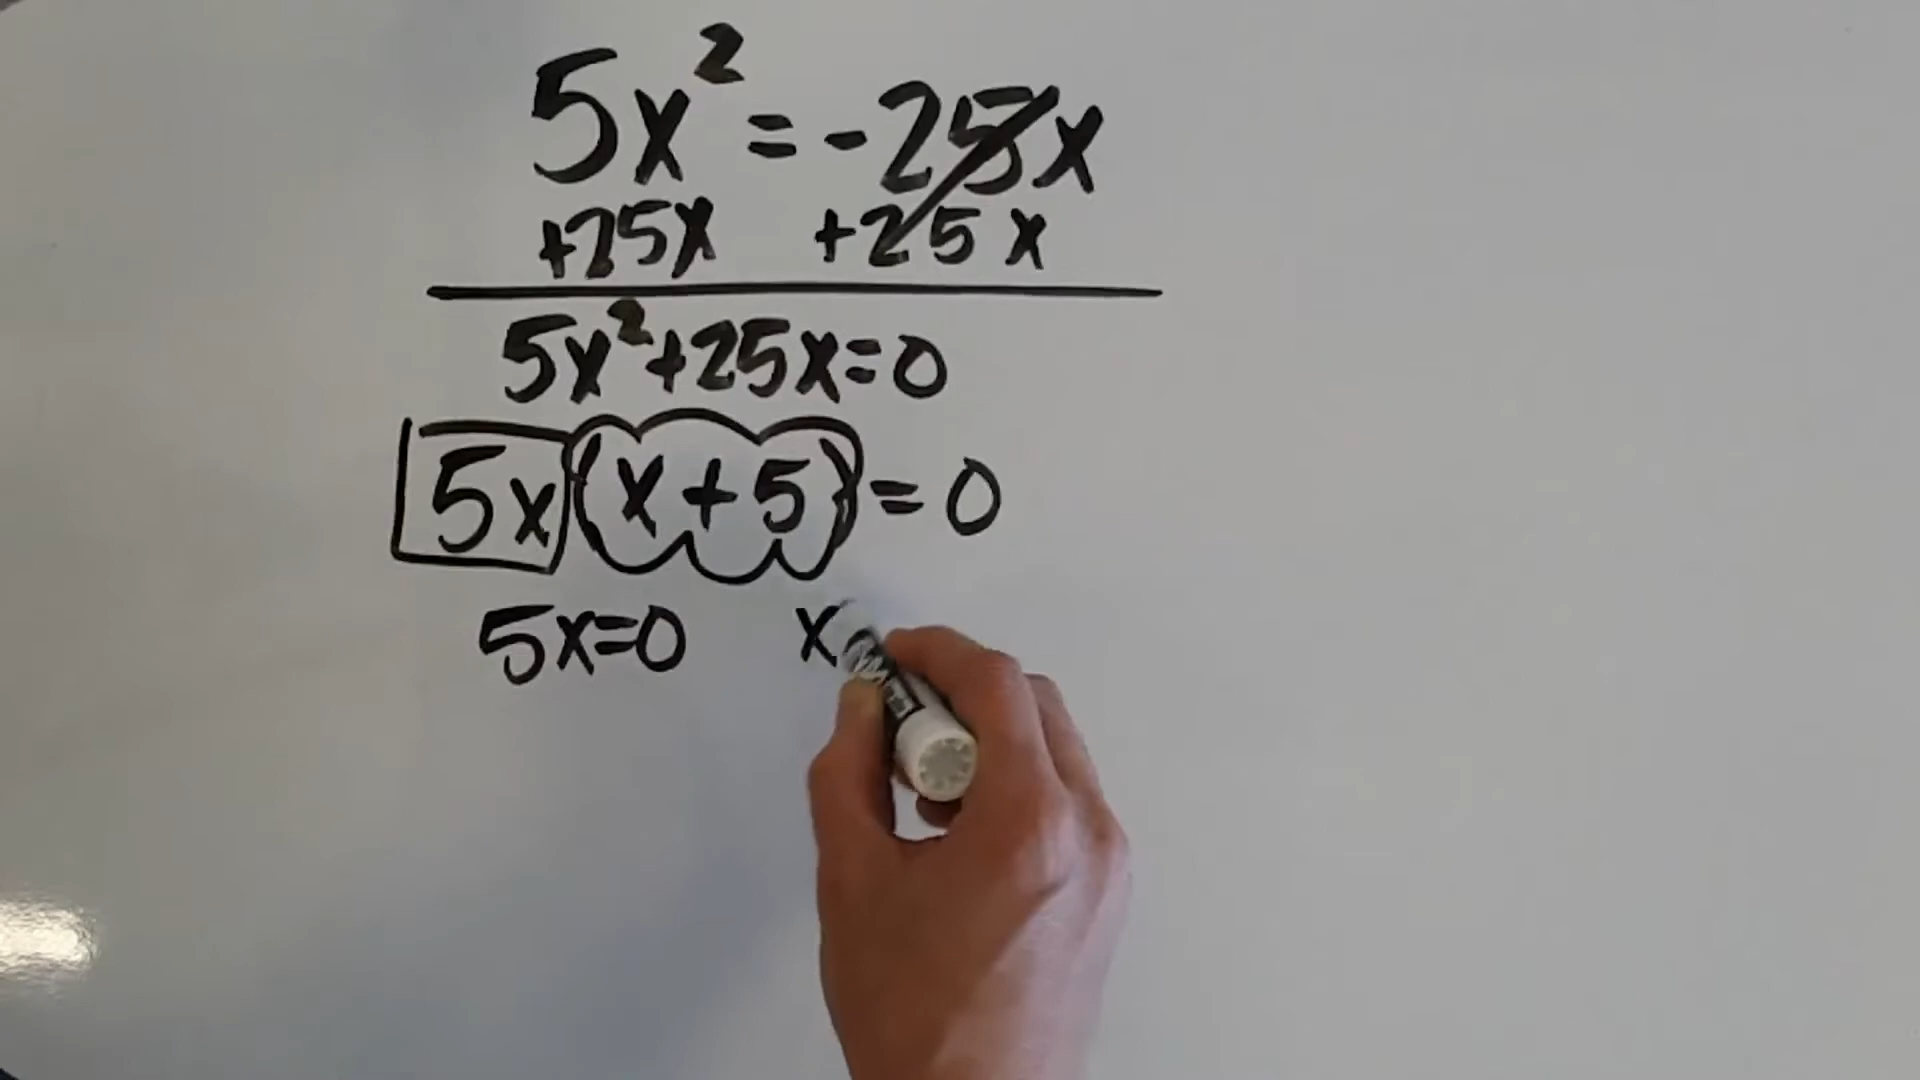 5x² = -25x
+25x +25x
5x²+25x=0
5x(x+5)=0
5x=0 x